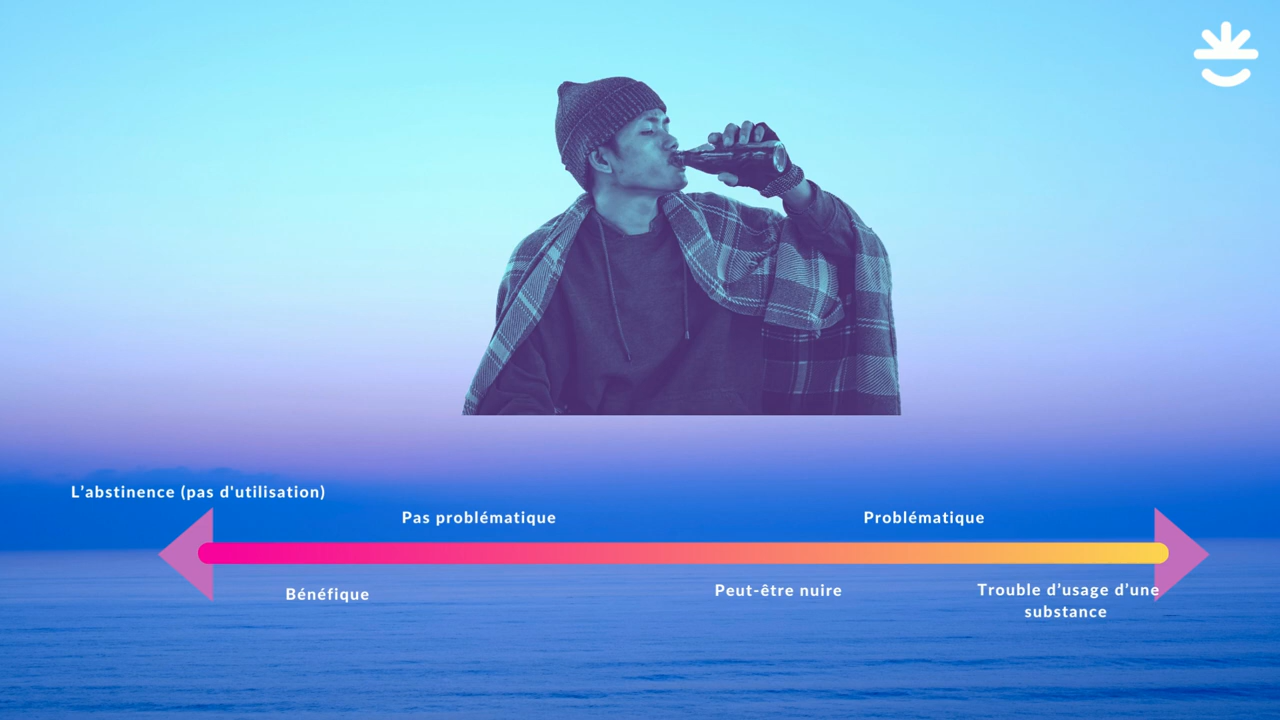 L’abstinence (pas d'utilisation)
Pas problématique
Problématique
Bénéfique
Peut-être nuire
Trouble d’usage d’une
substance